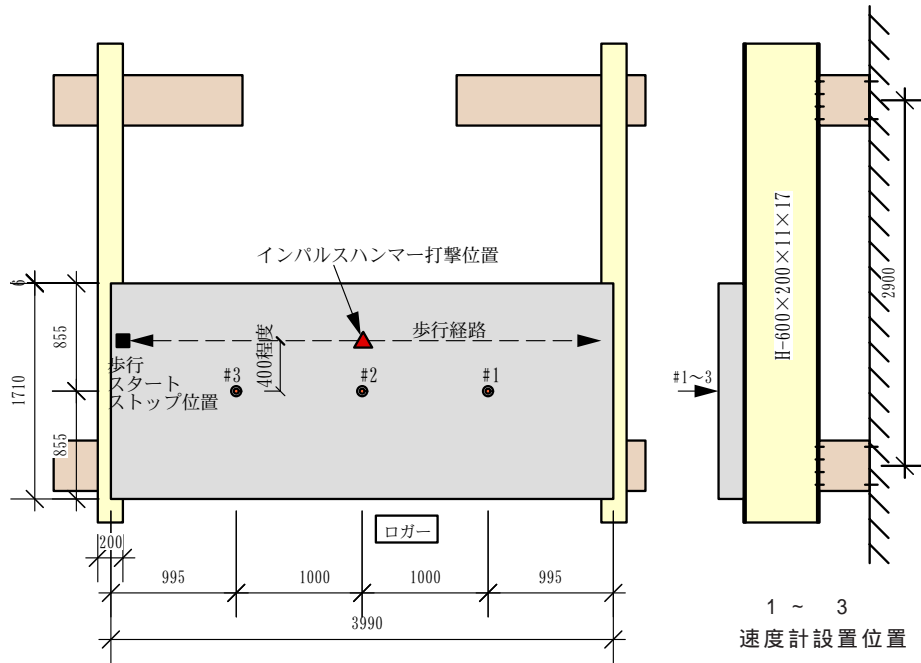 インパルスハンマー打撃位置
歩行経路
歩行
スタート
ストップ位置
400程度
#3
#2
#1
6
855
1710
855
200
ロガー
995
1000
1000
995
3990
H-600×200×11×17
2900
#1~3
1 ~ 3
速度計設置位置